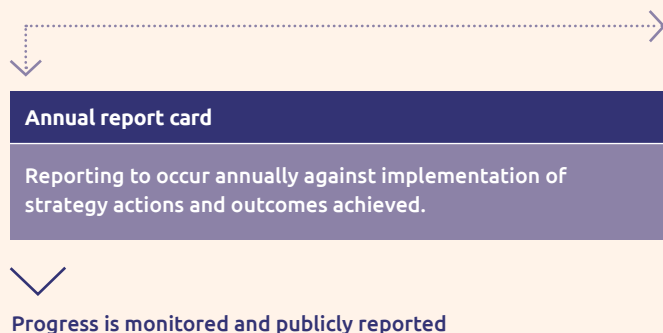 Annual report card
Reporting to occur annually against implementation of
strategy actions and outcomes achieved.
Progress is monitored and publicly reported